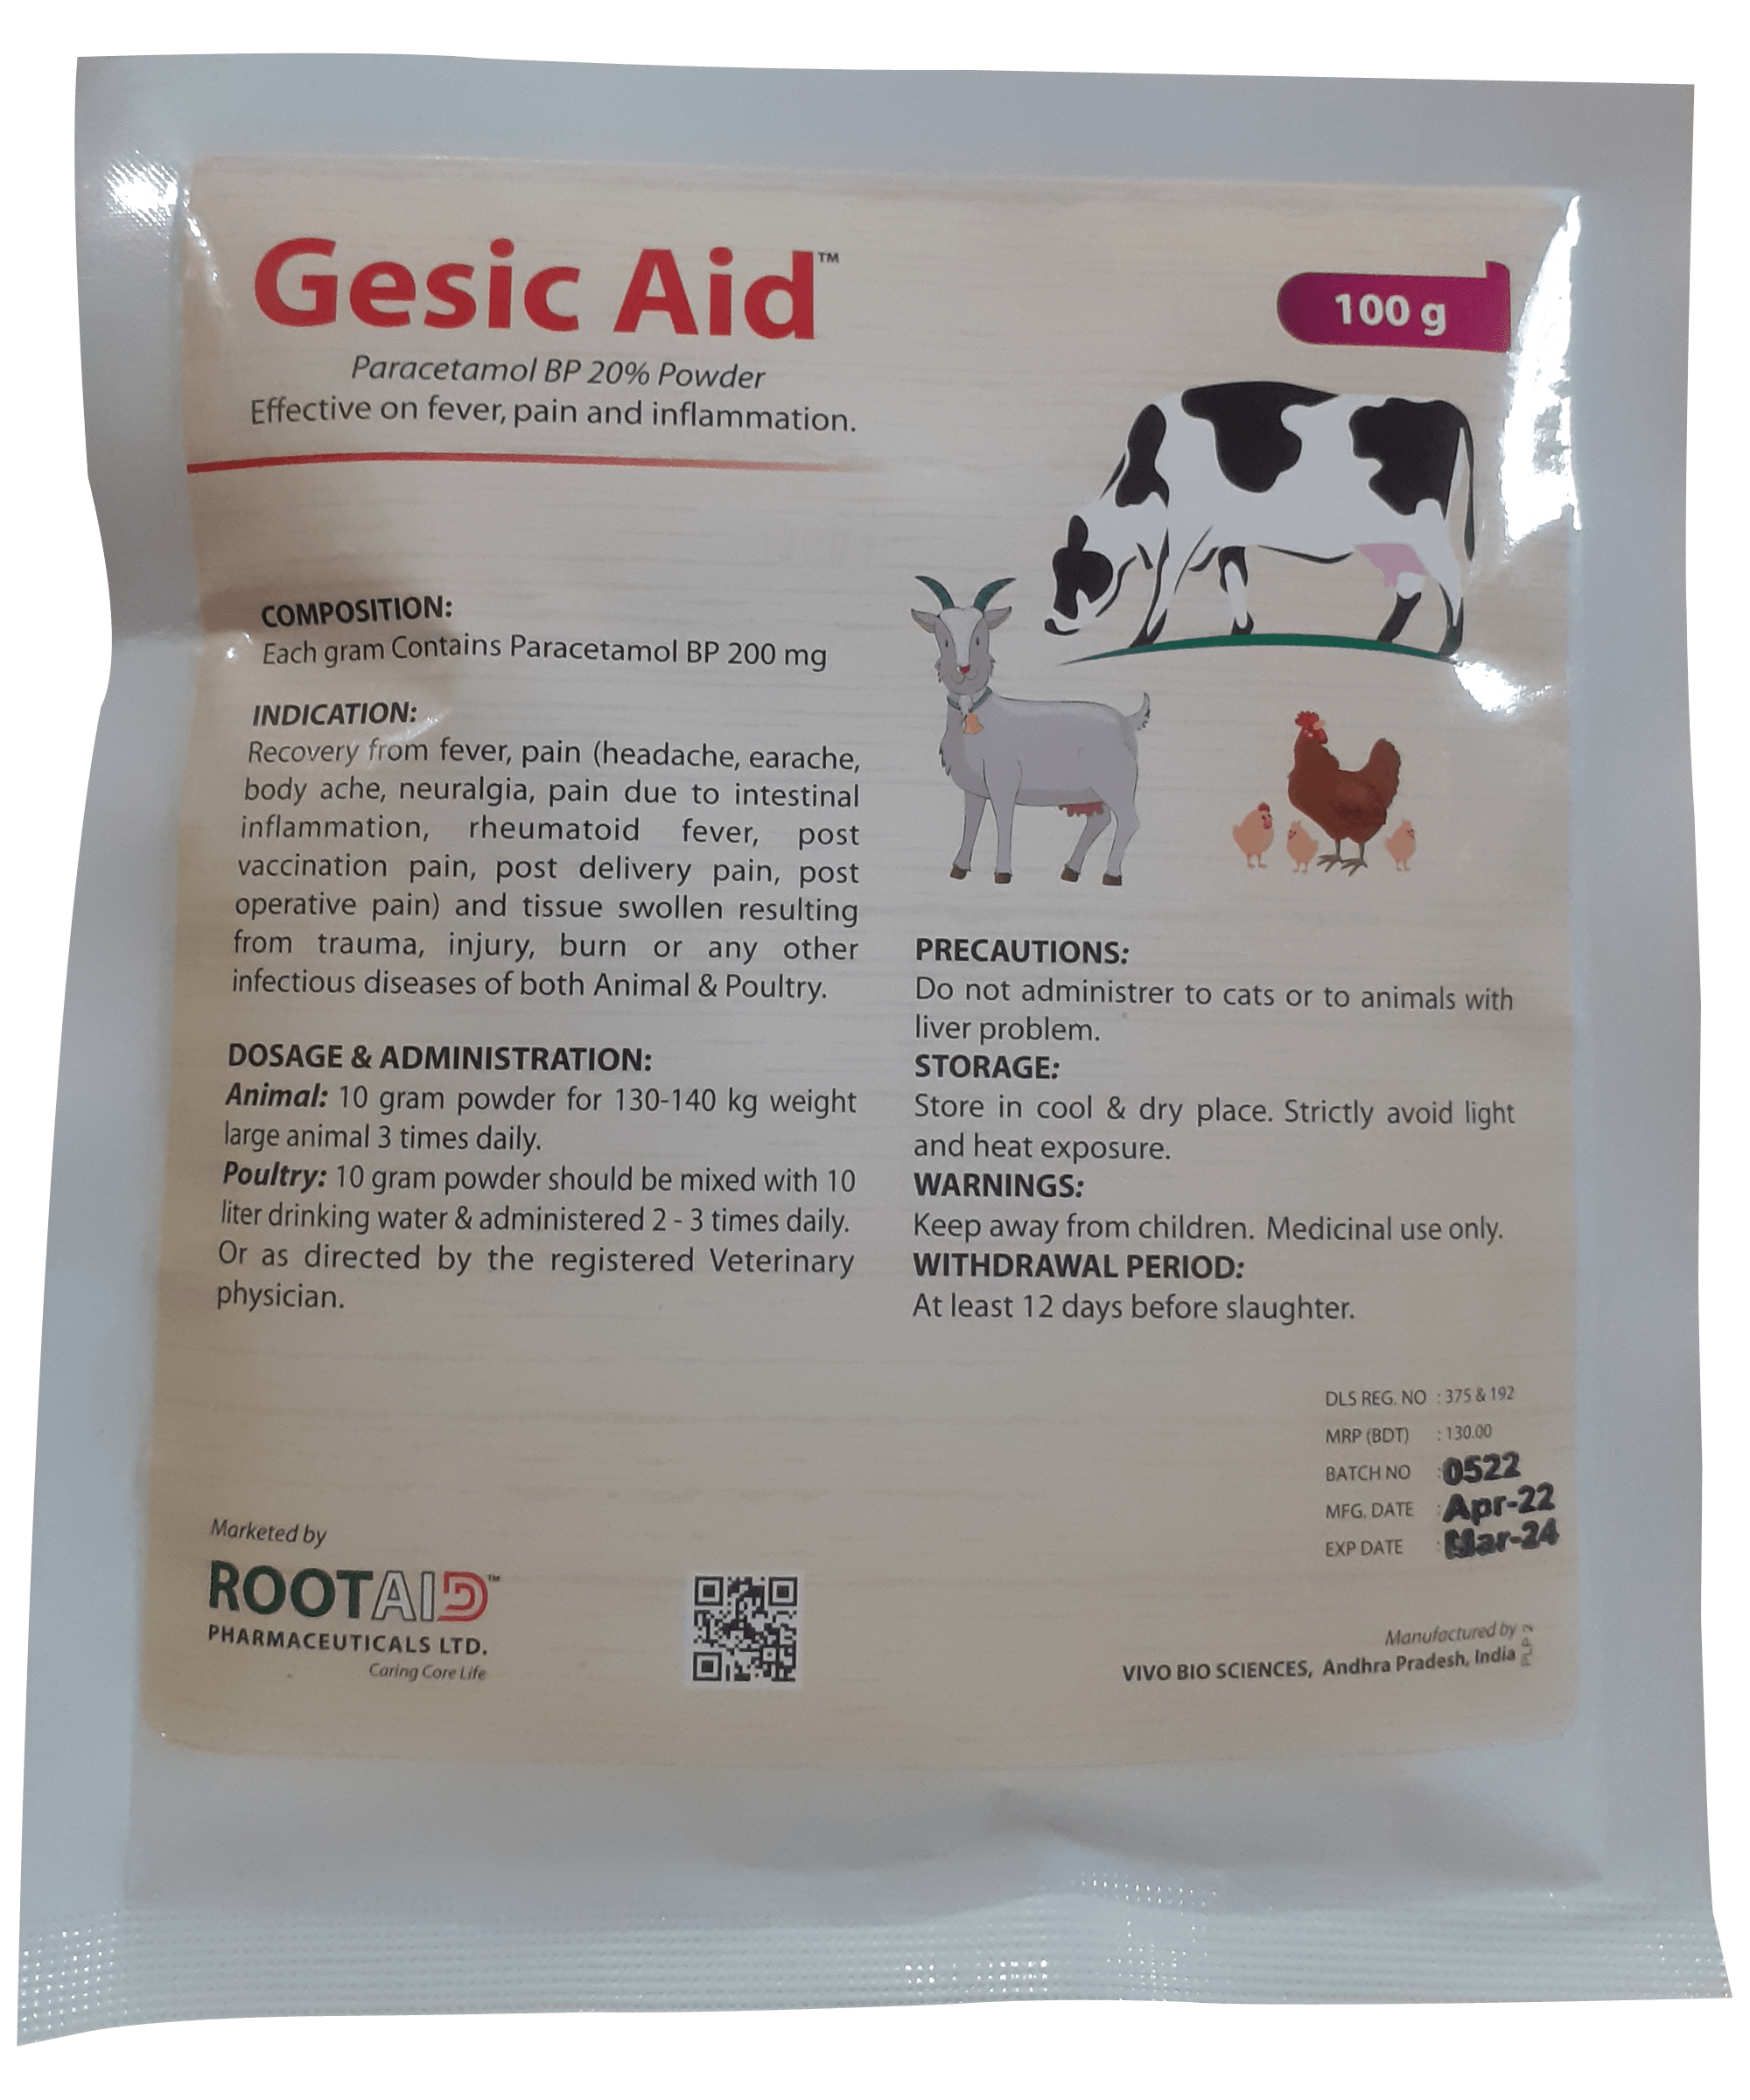 Gesic Aid™
Paracetamol BP 20% Powder
Effective on fever, pain and inflammation.
100 g
COMPOSITION:
Each gram Contains Paracetamol BP 200 mg
INDICATION:
Recovery from fever, pain (headache, earache,
body ache, neuralgia, pain due to intestinal
inflammation, rheumatoid fever, post
vaccination pain, post delivery pain, post
operative pain) and tissue swollen resulting
from trauma, injury, burn or any other
infectious diseases of both Animal & Poultry.
DOSAGE & ADMINISTRATION:
Animal: 10 gram powder for 130-140 kg weight
large animal 3 times daily.
Poultry: 10 gram powder should be mixed with 10
liter drinking water & administered 2 - 3 times daily.
Or as directed by the registered Veterinary
physician.
PRECAUTIONS:
Do not administrer to cats or to animals with
liver problem.
STORAGE:
Store in cool & dry place. Strictly avoid light
and heat exposure.
WARNINGS:
Keep away from children. Medicinal use only.
WITHDRAWAL PERIOD:
At least 12 days before slaughter.
DLS REG. NO : 375 & 192
MRP (BDT) : 130.00
BATCH NO : 0522
MFG. DATE : Apr-22
EXP DATE : Mar-24
Marketed by
ROOTAID™
PHARMACEUTICALS LTD.
Caring Core Life
Manufactured by
VIVO BIO SCIENCES, Andhra Pradesh, India